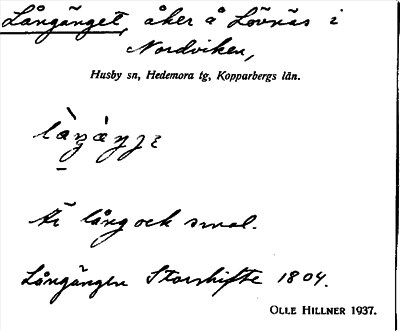 Långänget, åker å Lövnäs i
Nordviken,
Husby sn, Hedemora tg, Kopparbergs län.
Är lång och smal.
Långängen Storskifte 1804.
OLLE HILLNER 1937.